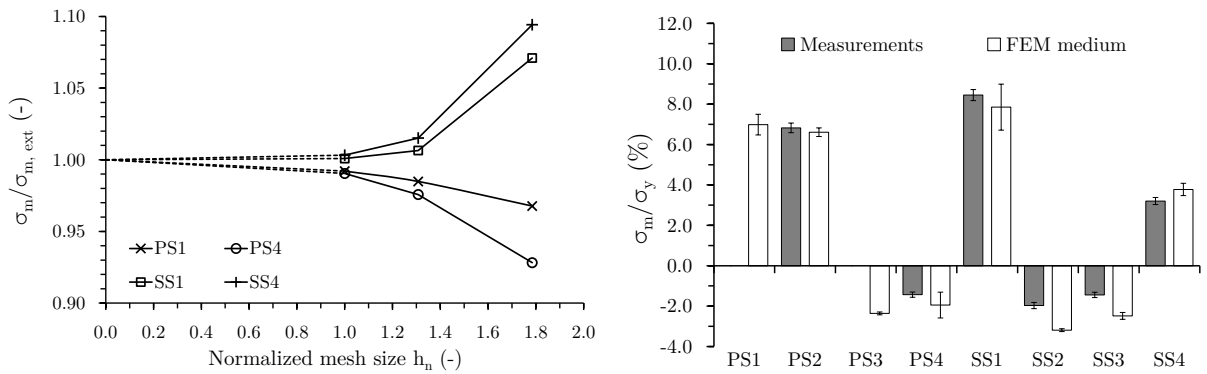 1.10
1.05
1.00
0.95
0.90
σm/σm, ext (-)
PS1 PS4
SS1 SS4
0.0 0.2 0.4 0.6 0.8 1.0 1.2 1.4 1.6 1.8 2.0
Normalized mesh size hn (-)
12.0
10.0
8.0
6.0
4.0
2.0
0.0
-2.0
-4.0
σm/σy (%)
Measurements FEM medium
PS1 PS2 PS3 PS4 SS1 SS2 SS3 SS4